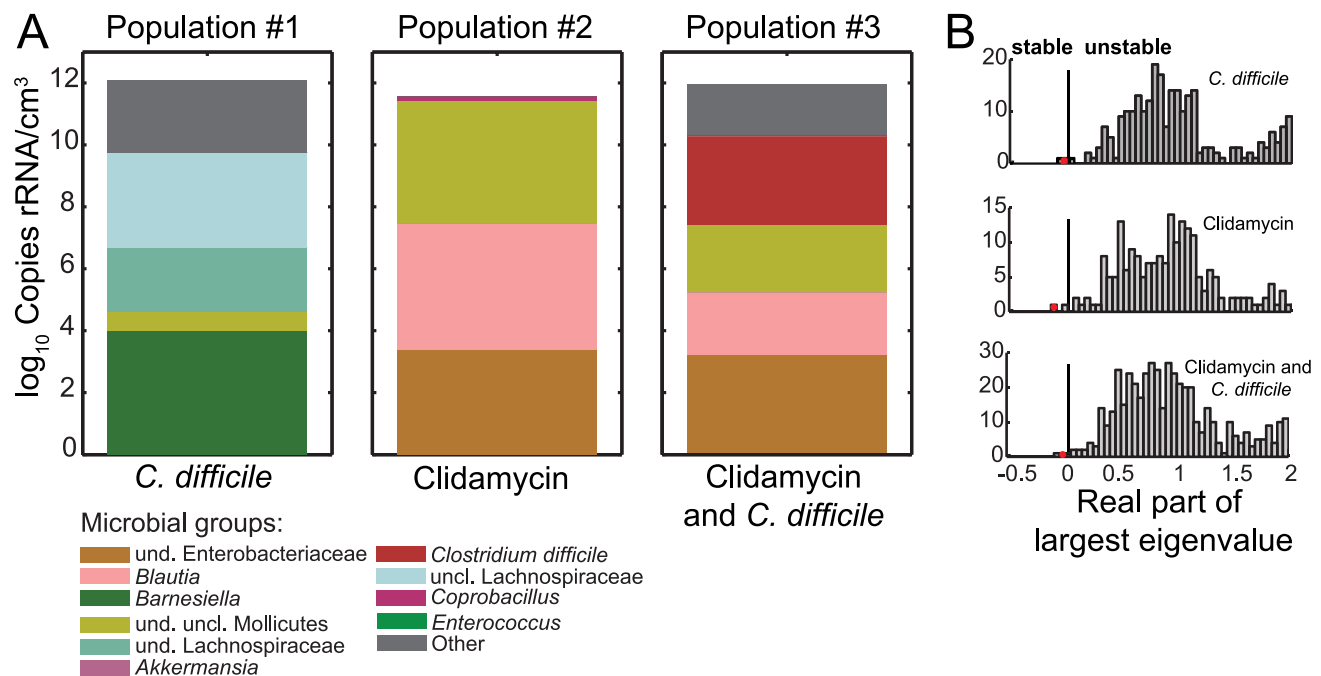 A
Population #1
Population #2
Population #3
log10 Copies rRNA/cm3
12
10
8
6
4
2
0
C. difficile
Clidamycin
Clidamycin
and C. difficile
Microbial groups:
und. Enterobacteriaceae
Blautia
Barnesiella
und. uncl. Mollicutes
und. Lachnospiraceae
Akkermansia
Clostridium difficile
uncl. Lachnospiraceae
Coprobacillus
Enterococcus
Other
B
stable unstable
20
10
0
C. difficile
15
10
5
0
Clidamycin
30
20
10
0
Clidamycin and
C. difficile
-0.5 0 0.5 1 1.5 2
Real part of
largest eigenvalue